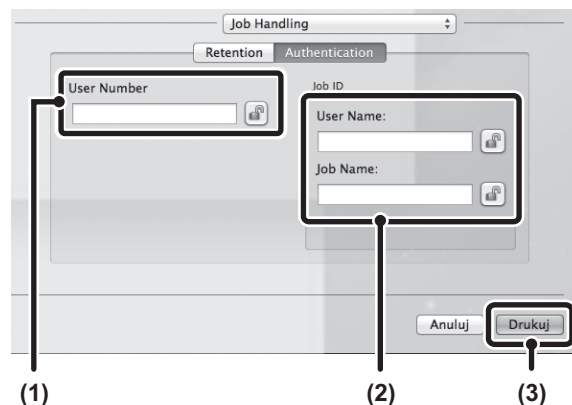 Job Handling
Retention Authentication
User Number
Job ID
User Name:
Job Name:
Anuluj Drukuj
(1) (2) (3)